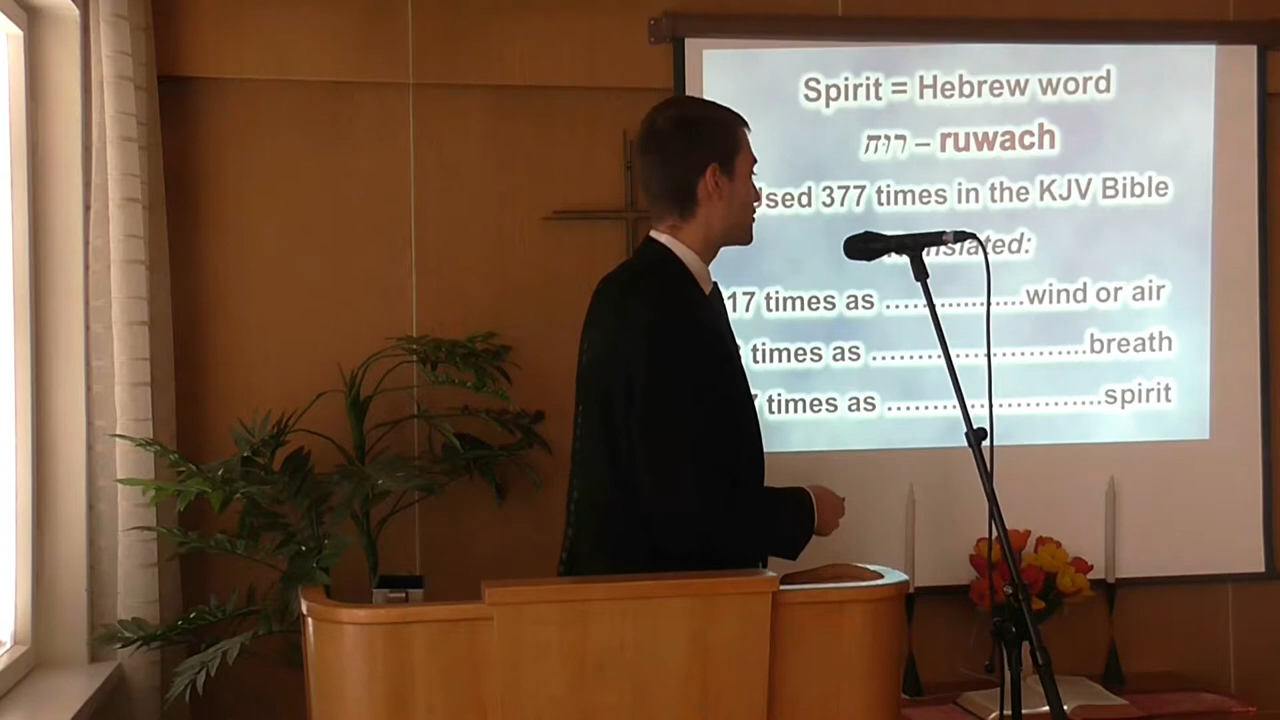 Spirit = Hebrew word
רוּח – ruwach
377 times in the KJV Bible
17 times as ....................wind or air
times as ........................breath
times as ........................spirit